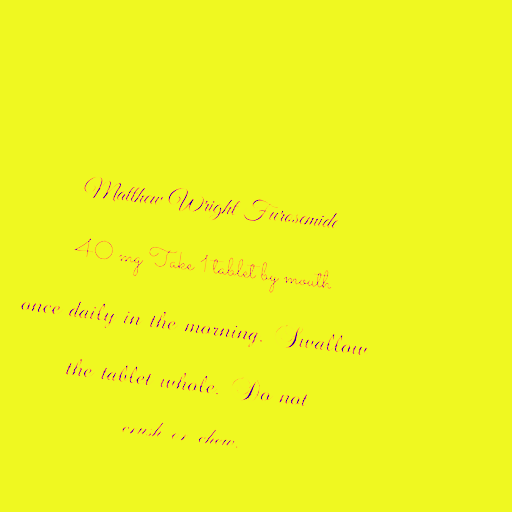 Matthew Wright Furosemide
40 mg Take 1 tablet by mouth
once daily in the morning. Swallow
the tablet whole. Do not
crush or chew.